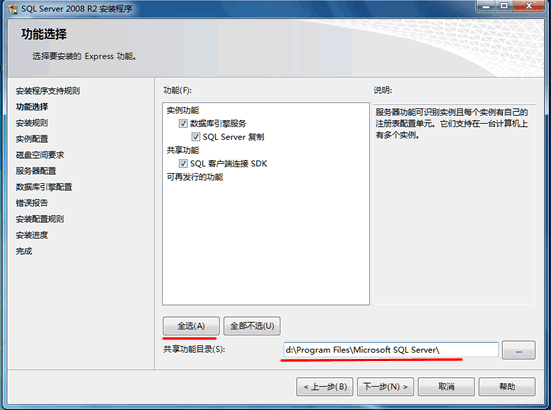 SQL Server 2008 R2 安装程序
功能选择
选择要安装的 Express 功能。
安装程序支持规则
功能选择
安装规则
实例配置
磁盘空间要求
服务器配置
数据库引擎配置
错误报告
安装配置规则
安装进度
完成
功能(F):
实例功能
数据库引擎服务
SQL Server 复制
共享功能
SQL 客户端连接 SDK
可再发行的功能
说明:
服务器功能可识别实例且每个实例有自己的
注册表配置单元。它们支持在一台计算机上
有多个实例。
全选(A)
全部不选(U)
共享功能目录(S):
d:\Program Files\Microsoft SQL Server\
...
< 上一步(B)
下一步(N) >
取消
帮助